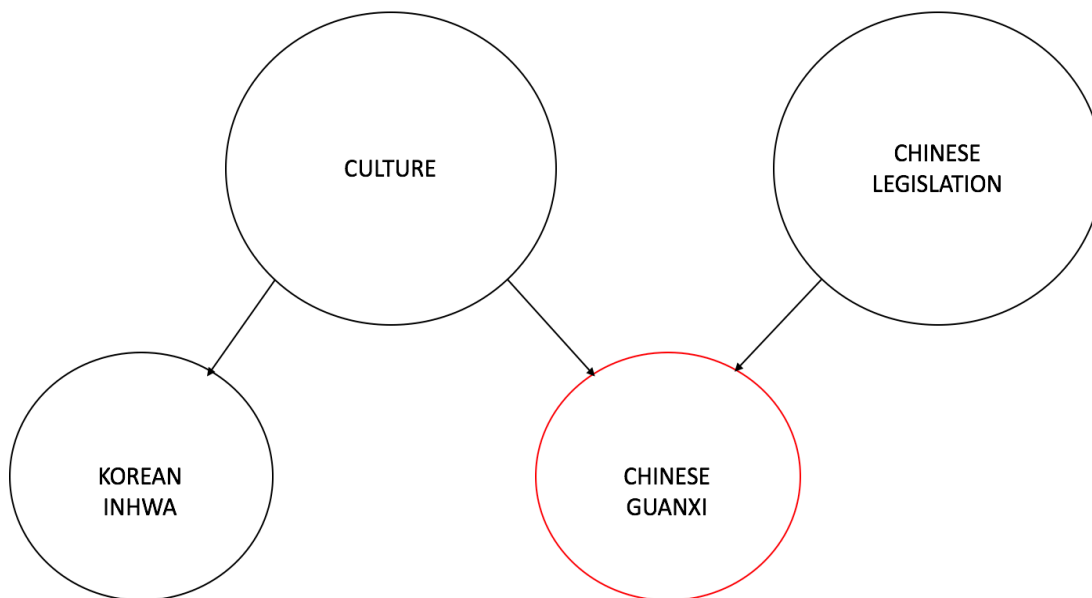 CULTURE
CHINESE
LEGISLATION
KOREAN
INHWA
CHINESE
GUANXI